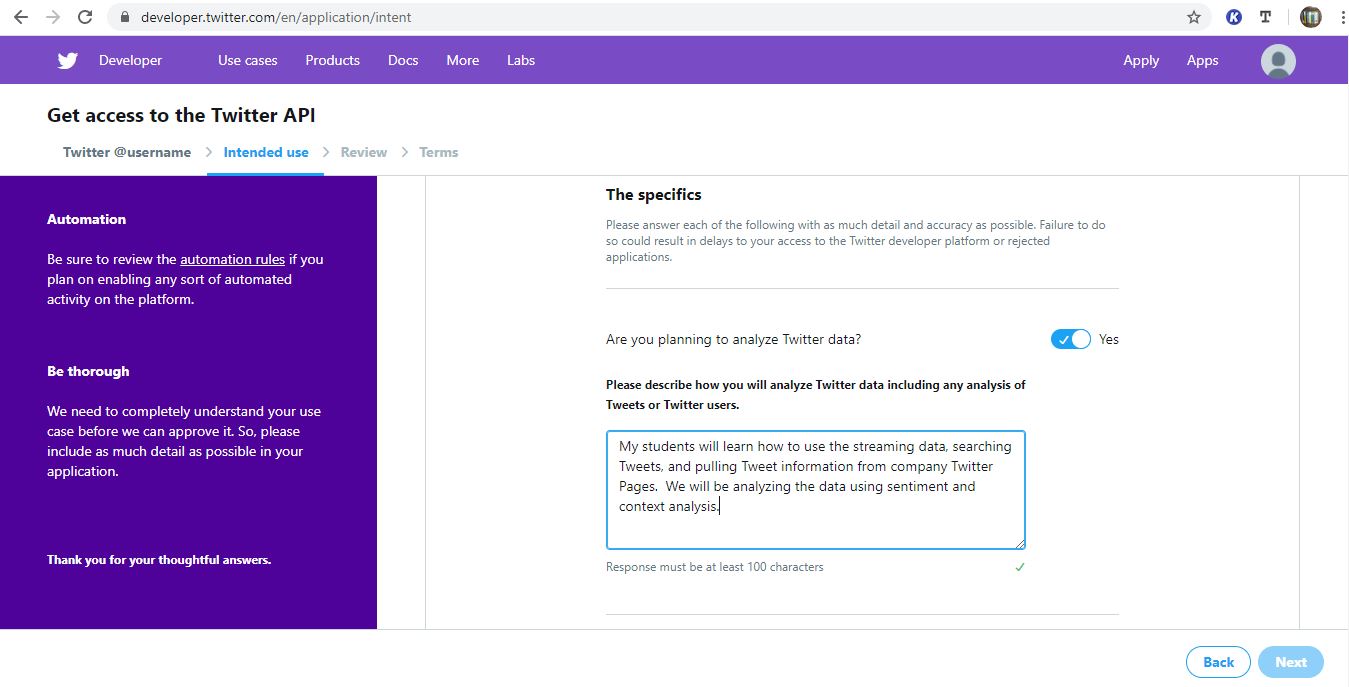 developer.twitter.com/en/application/intent
K T
Developer Use cases Products Docs More Labs Apply Apps
Get access to the Twitter API
Twitter @username > Intended use > Review > Terms
Automation
Be sure to review the automation rules if you
plan on enabling any sort of automated
activity on the platform.
Be thorough
We need to completely understand your use
case before we can approve it. So, please
include as much detail as possible in your
application.
Thank you for your thoughtful answers.
The specifics
Please answer each of the following with as much detail and accuracy as possible. Failure to do
so could result in delays to your access to the Twitter developer platform or rejected
applications.
Are you planning to analyze Twitter data? Yes
Please describe how you will analyze Twitter data including any analysis of
Tweets or Twitter users.
My students will learn how to use the streaming data, searching
Tweets, and pulling Tweet information from company Twitter
Pages.  We will be analyzing the data using sentiment and
context analysis.
Response must be at least 100 characters
Back Next